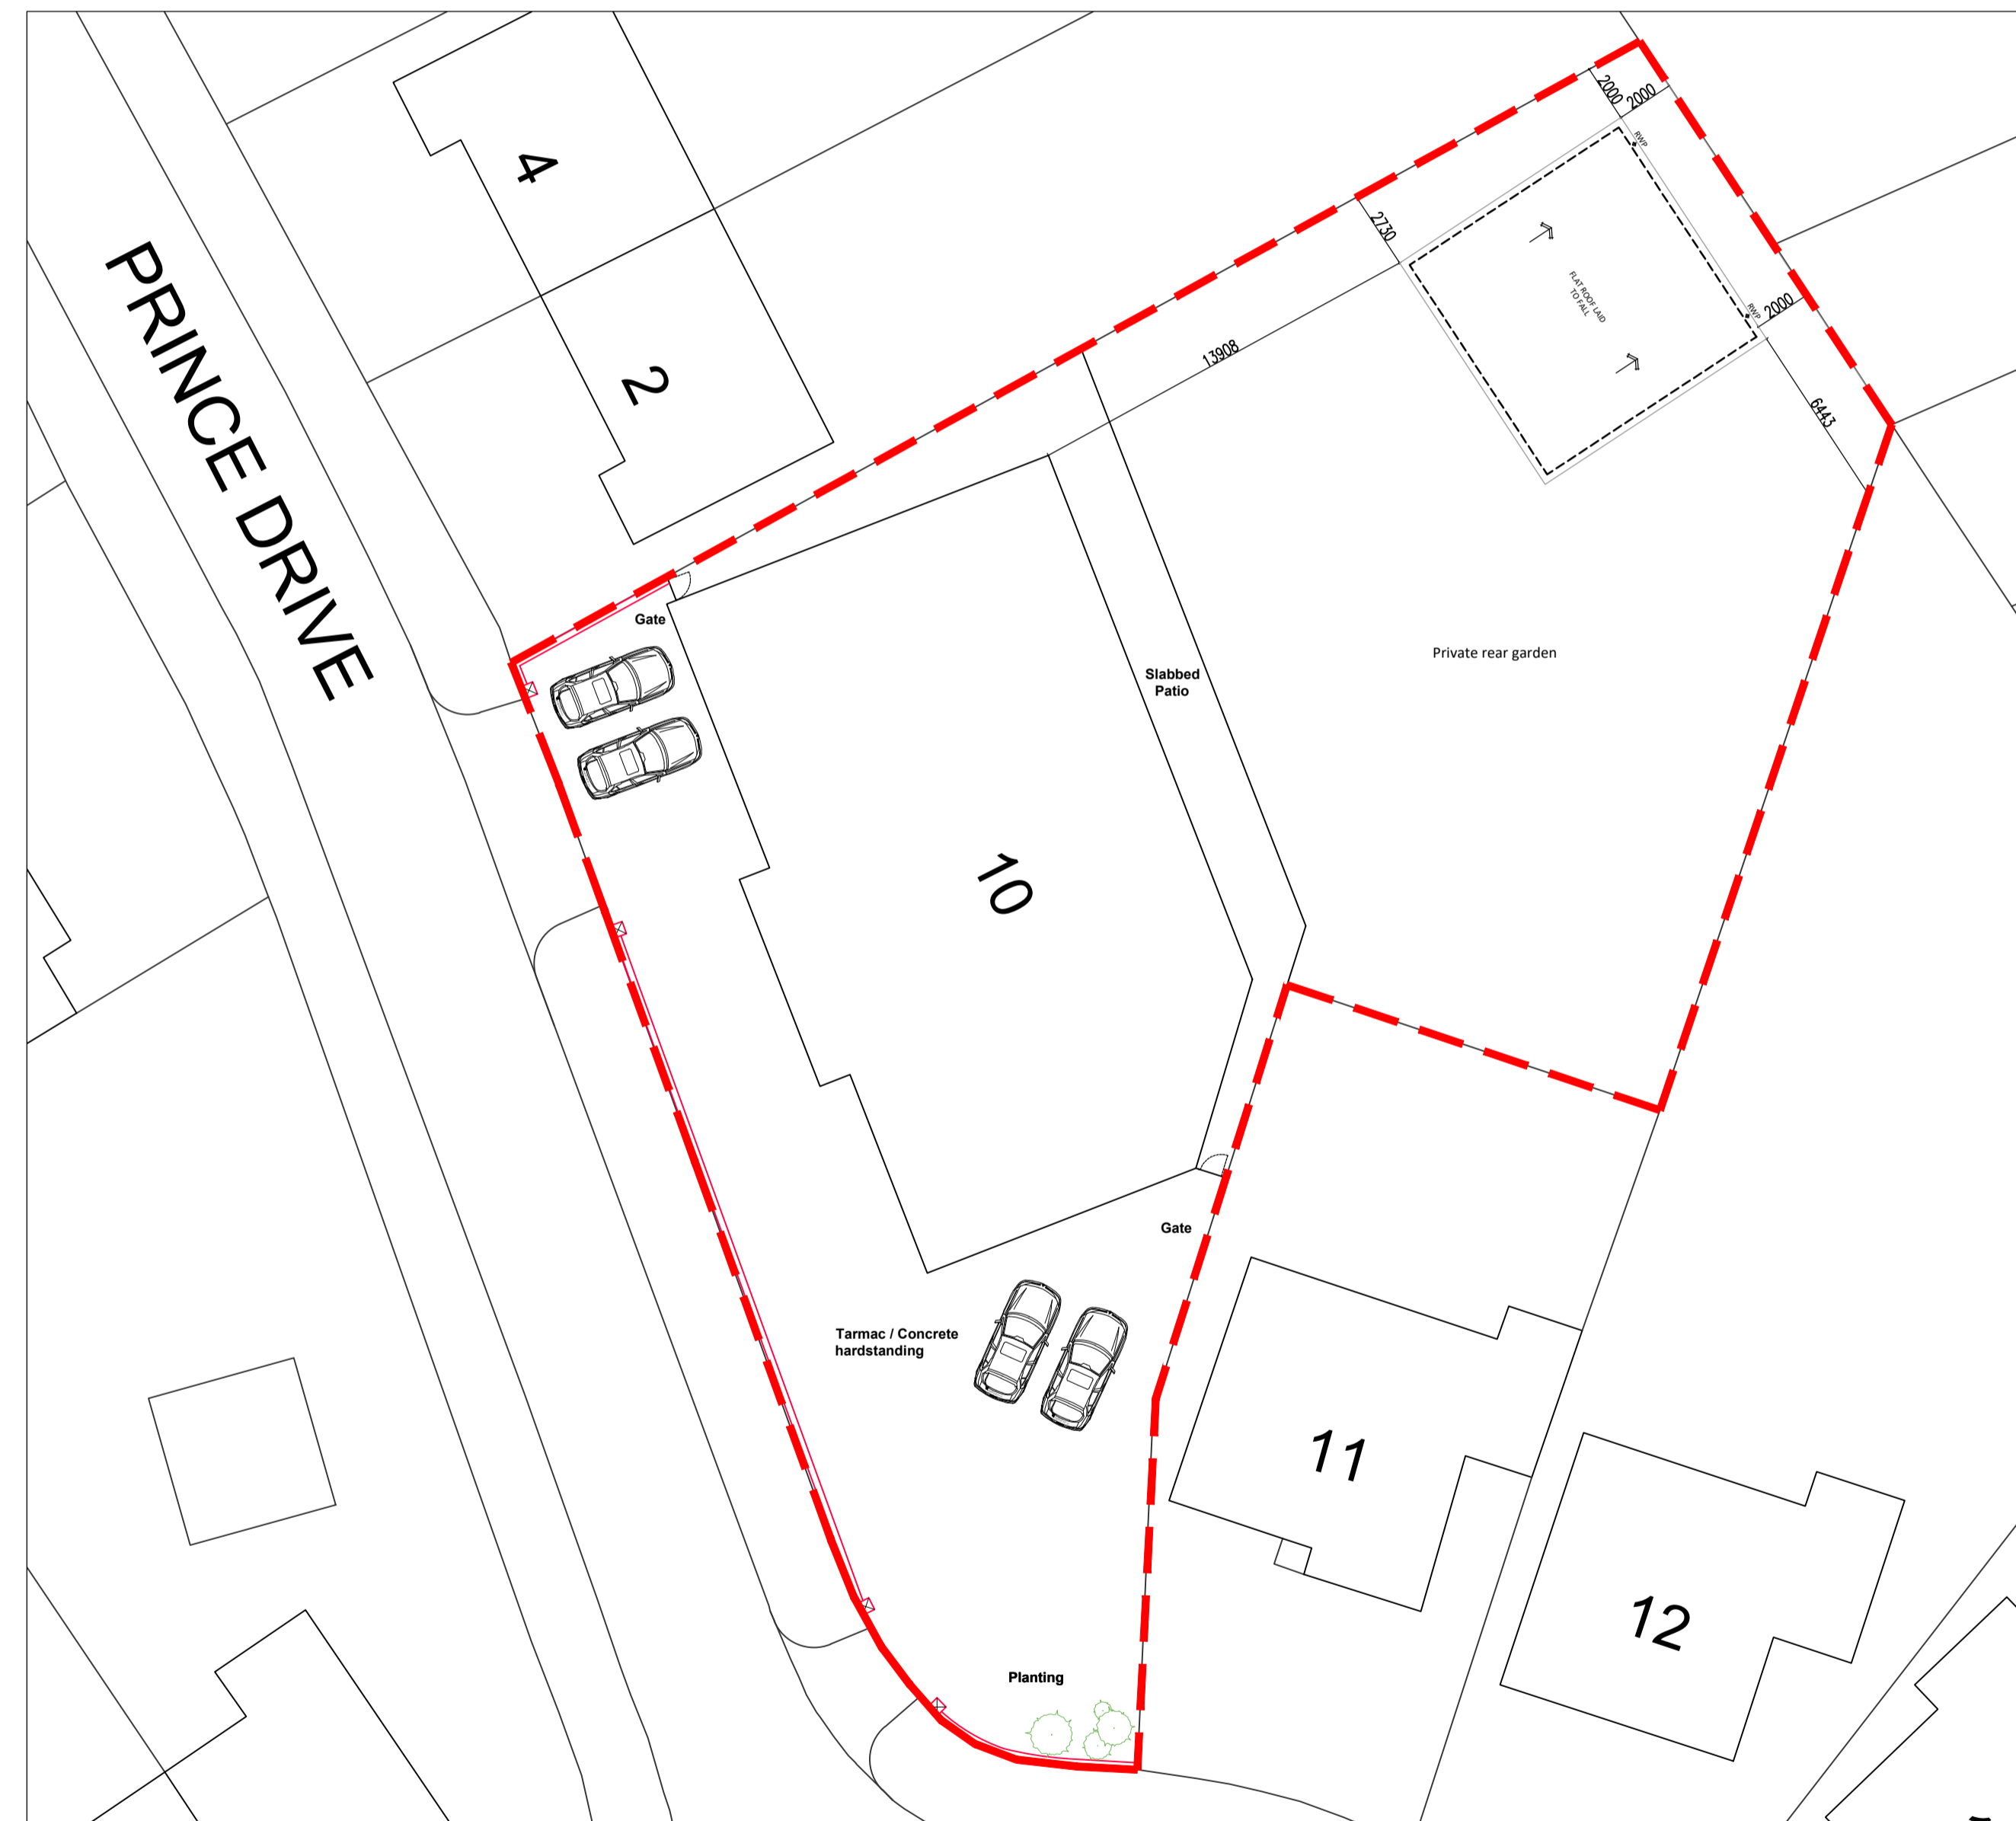 2000
2000
RWP
4
2730
PRINCE DRIVE
FLAT ROOF LAID
TO FALL
RWP
2000
13908
2
6443
Gate
Private rear garden
Slabbed
Patio
10
Gate
Tarmac / Concrete
hardstanding
11
12
Planting